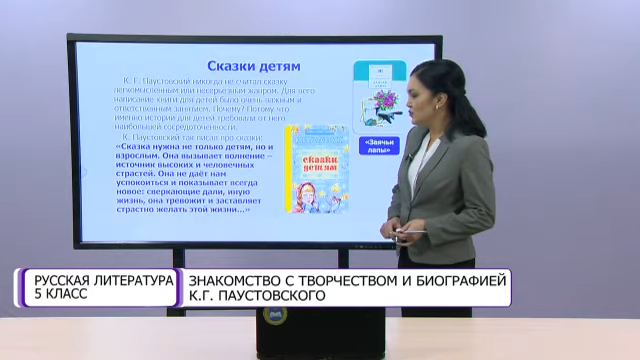 Сказки детям
К. Г. Паустовский никогда не считал сказку
легкомысленным или несерьезным жанром. Для него
написание книги для детей было очень важным и
ответственным занятием. Почему? Потому что
именно истории для детей требовали от него
наибольшей сосредоточенности.
К. Паустовский так писал про сказки:
«Сказка нужна не только детям, но и
взрослым. Она вызывает волнение –
источник высоких и человечных
страстей. Она не даёт нам
успокоиться и показывает всегда
новое: сверкающие дали, иную
жизнь, она тревожит и заставляет
страстно желать этой жизни...»
«Заячьи
лапы»
сказки
детям
РУССКАЯ ЛИТЕРАТУРА
5 КЛАСС
ЗНАКОМСТВО С ТВОРЧЕСТВОМ И БИОГРАФИЕЙ
К.Г. ПАУСТОВСКОГО